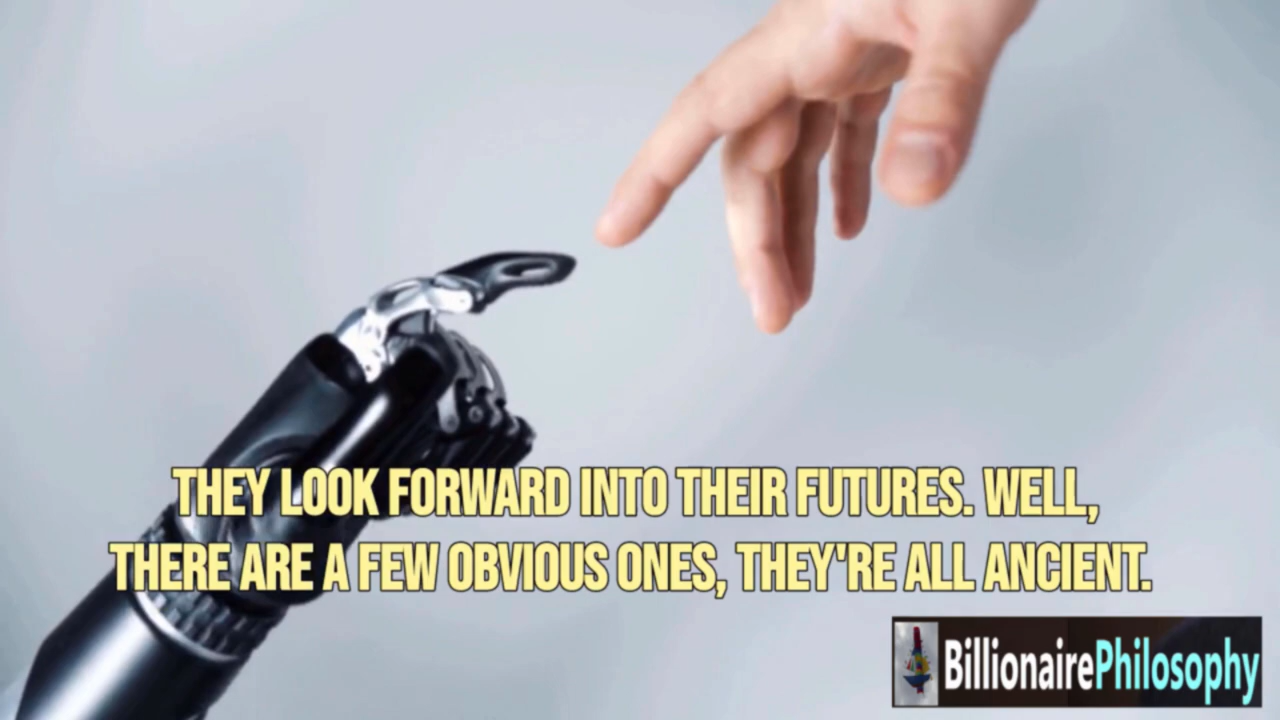 THEY LOOK FORWARD INTO THEIR FUTURES. WELL,
THERE ARE A FEW OBVIOUS ONES, THEY'RE ALL ANCIENT.
BillionairePhilosophy